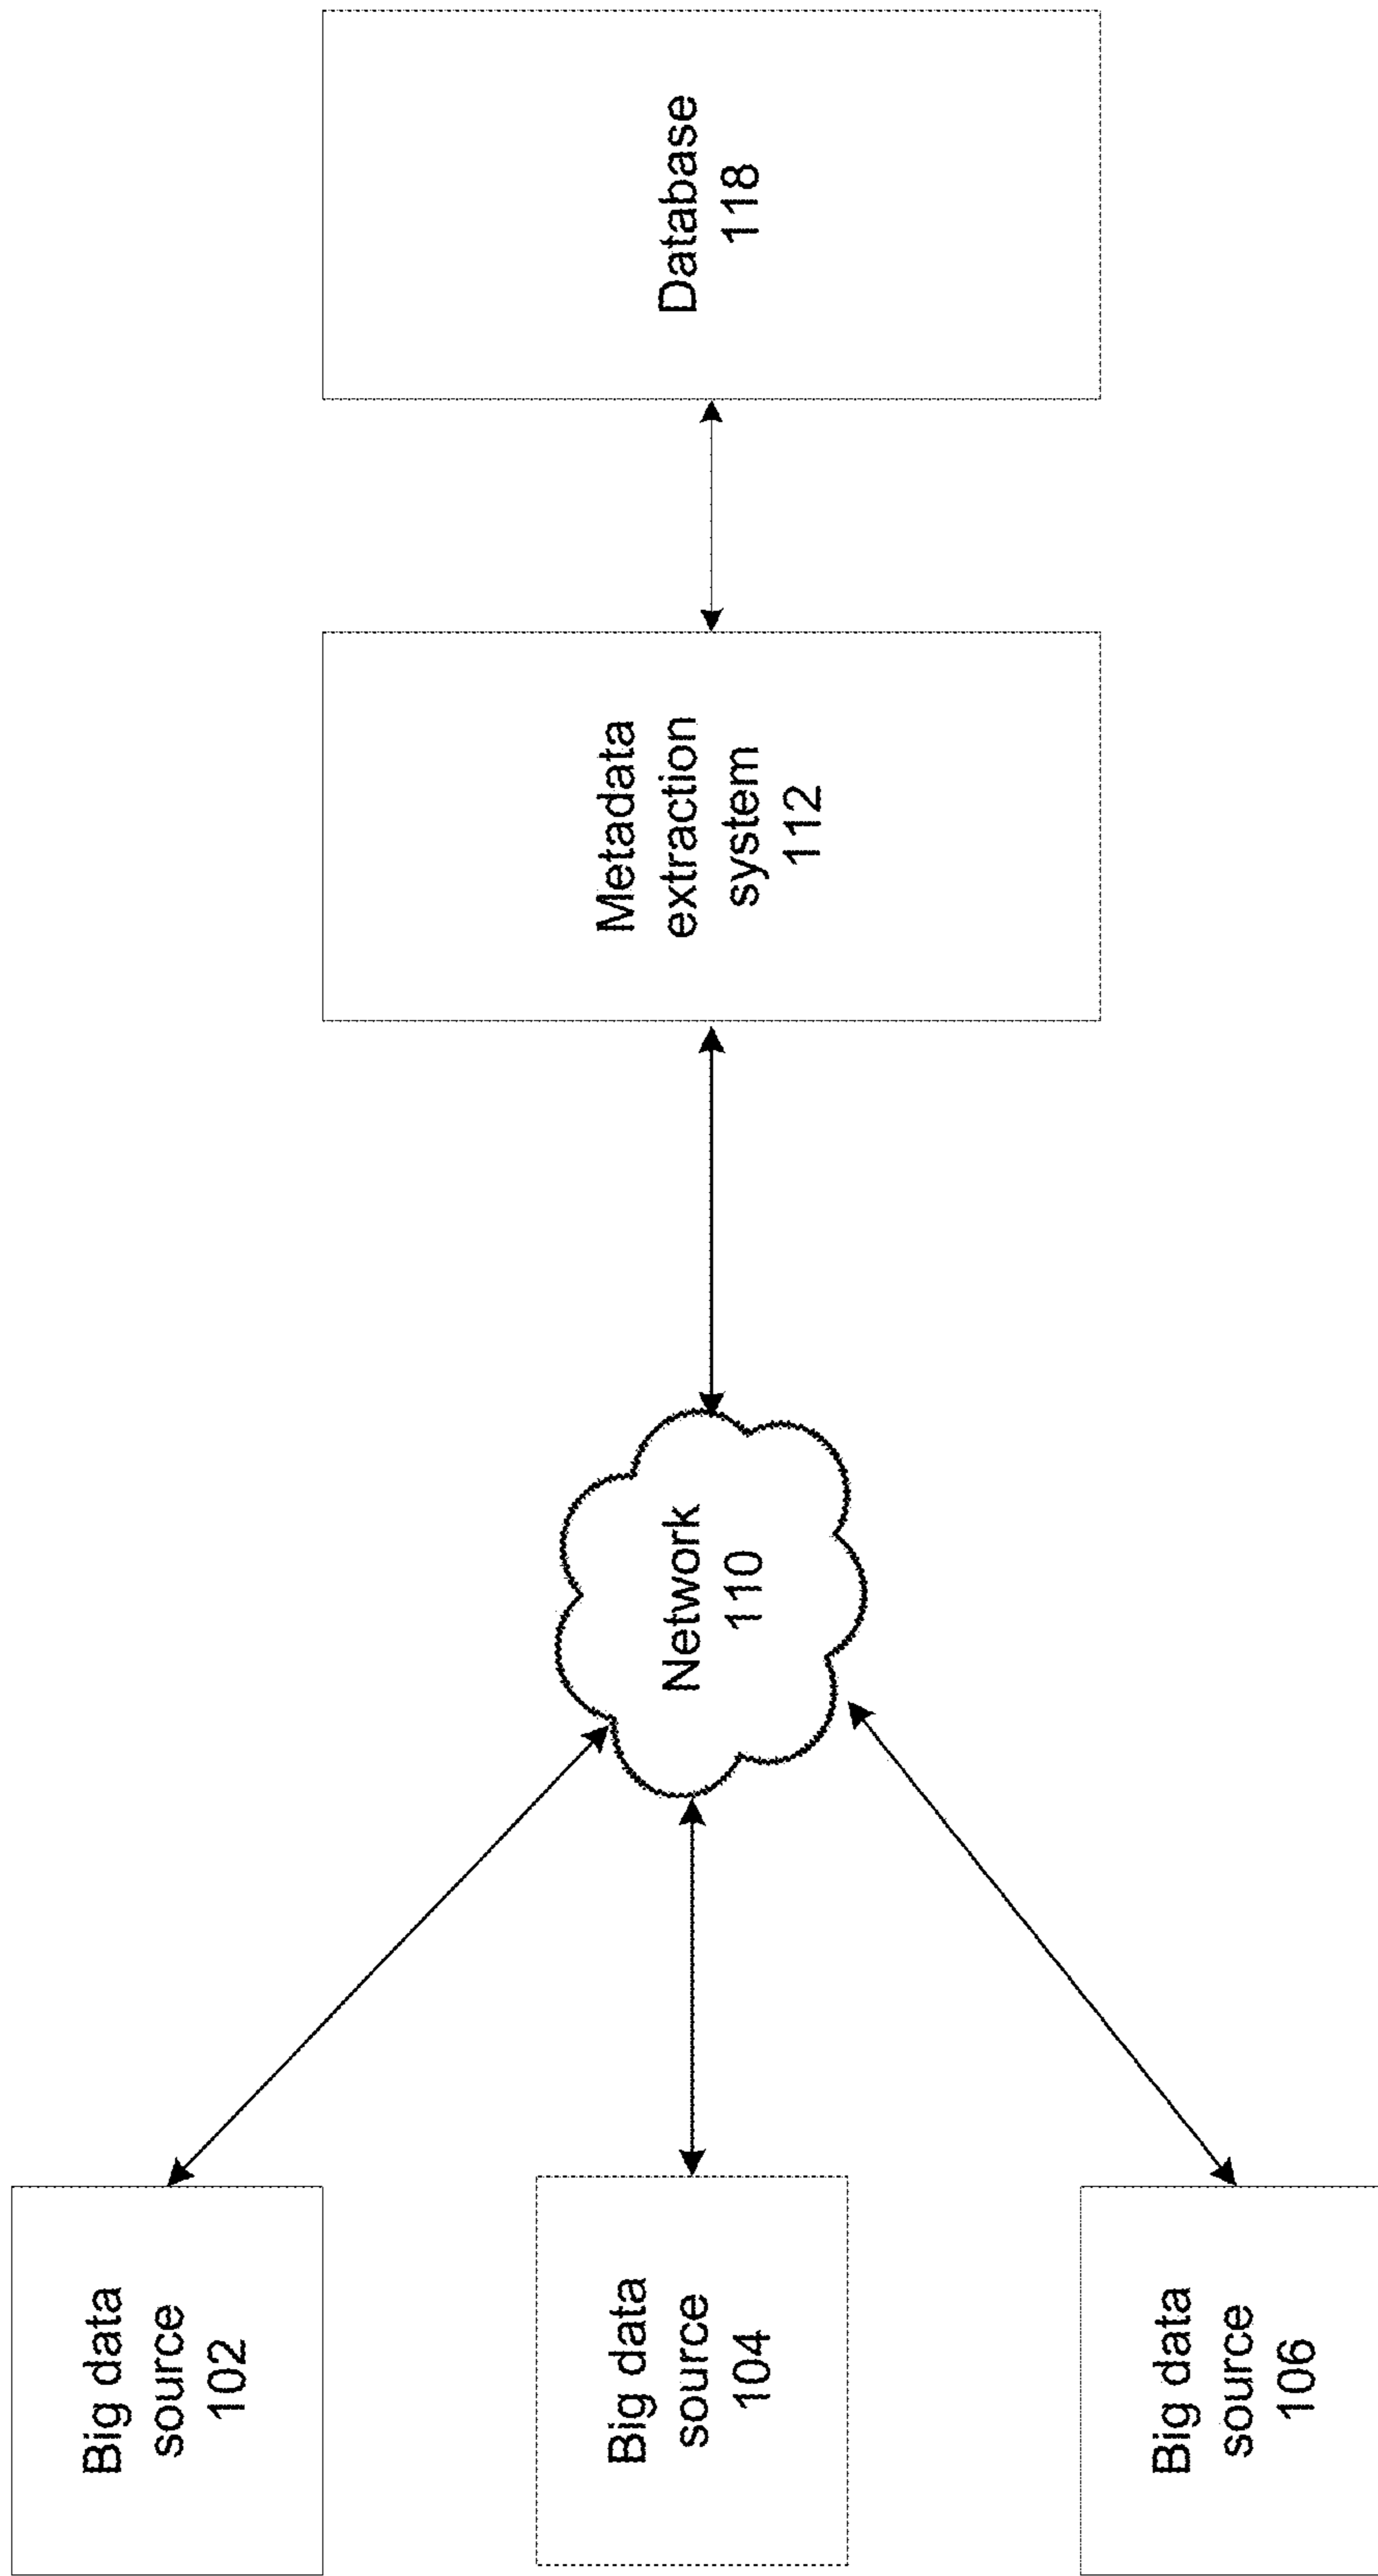 Big data
source
102
Big data
source
104
Big data
source
106
Network
110
Metadata
extraction
system
112
Database
118